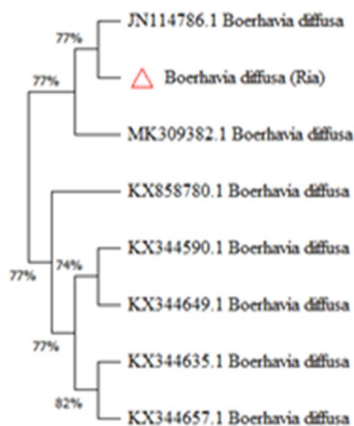 JN114786.1 Boerhavia diffusa
77%
Boerhavia diffusa (Ria)
77%
MK309382.1 Boerhavia diffusa
KX858780.1 Boerhavia diffusa
KX344590.1 Boerhavia diffusa
74%
77%
KX344649.1 Boerhavia diffusa
77%
KX344635.1 Boerhavia diffusa
82%
KX344657.1 Boerhavia diffusa